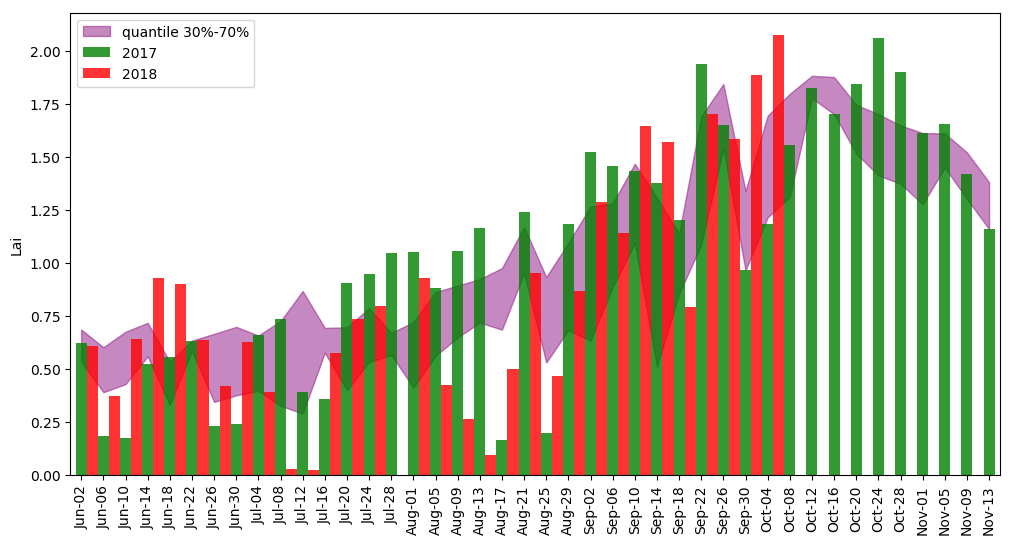 quantile 30%-70%
2017
2018
2.00
1.75
1.50
1.25
1.00
0.75
0.50
0.25
0.00
Lai
Jun-02
Jun-06
Jun-10
Jun-14
Jun-18
Jun-22
Jun-26
Jun-30
Jul-04
Jul-08
Jul-12
Jul-16
Jul-20
Jul-24
Jul-28
Aug-01
Aug-05
Aug-09
Aug-13
Aug-17
Aug-21
Aug-25
Aug-29
Sep-02
Sep-06
Sep-10
Sep-14
Sep-18
Sep-22
Sep-26
Sep-30
Oct-04
Oct-08
Oct-12
Oct-16
Oct-20
Oct-24
Oct-28
Nov-01
Nov-05
Nov-09
Nov-13